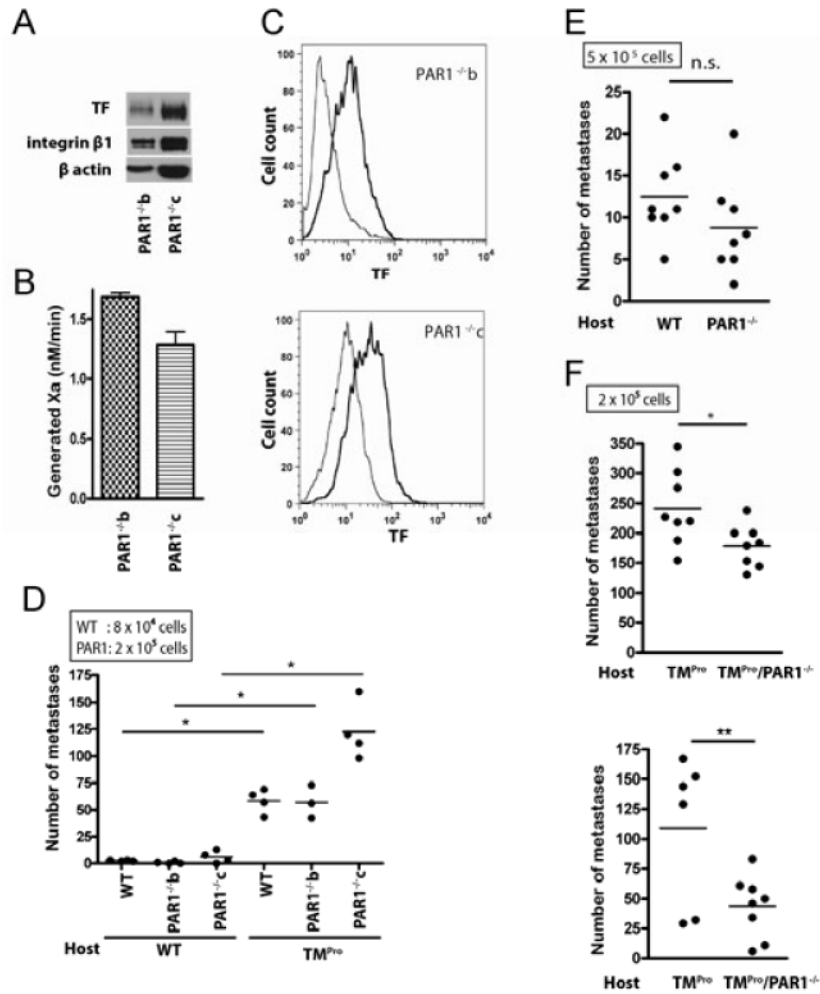 A
TF
integrin β1
β actin
PAR1⁻/⁻b
PAR1⁻/⁻c
B
Generated Xa (nM/min)
1.5
1.0
0.5
0.0
PAR1⁻/⁻b
PAR1⁻/⁻c
C
PAR1⁻/⁻b
Cell count
100
80
60
40
20
0
10⁰ 10¹ 10² 10³ 10⁴
TF
PAR1⁻/⁻c
Cell count
100
80
60
40
20
0
10⁰ 10¹ 10² 10³ 10⁴
TF
D
WT : 8 x 10⁴ cells
PAR1: 2 x 10⁵ cells
Number of metastases
175
150
125
100
75
50
25
0
* * *
WT PAR1⁻/⁻b PAR1⁻/⁻c WT PAR1⁻/⁻b PAR1⁻/⁻c
Host WT TMᴾʳᵒ
E
5 x 10⁵ cells
n.s.
Number of metastases
25
20
15
10
5
0
Host WT PAR1⁻/⁻
F
2 x 10⁵ cells
*
Number of metastases
350
300
250
200
150
100
50
0
Host TMᴾʳᵒ TMᴾʳᵒ/PAR1⁻/⁻
**
Number of metastases
175
150
125
100
75
50
25
0
Host TMᴾʳᵒ TMᴾʳᵒ/PAR1⁻/⁻